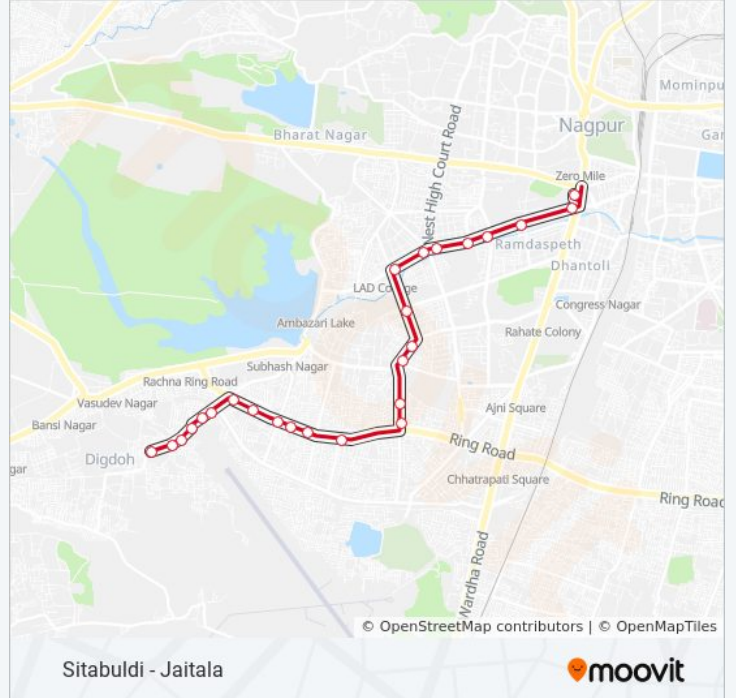 Mominpu
Nagpur
Bharat Nagar
Gar
West High Court Road
Zero Mile
Ramdaspeth
Dhantoli
LAD College
Congress Nagar
Ambazari Lake
Rahate Colony
Subhash Nagar
Rachna Ring Road
Vasudev Nagar
Ajni Square
Bansi Nagar
Ring Road
Digdoh
gar
Chhatrapati Square
Ring Road
Wardha Road
© OpenStreetMap contributors | © OpenMapTiles
Sitabuldi - Jaitala
moovit